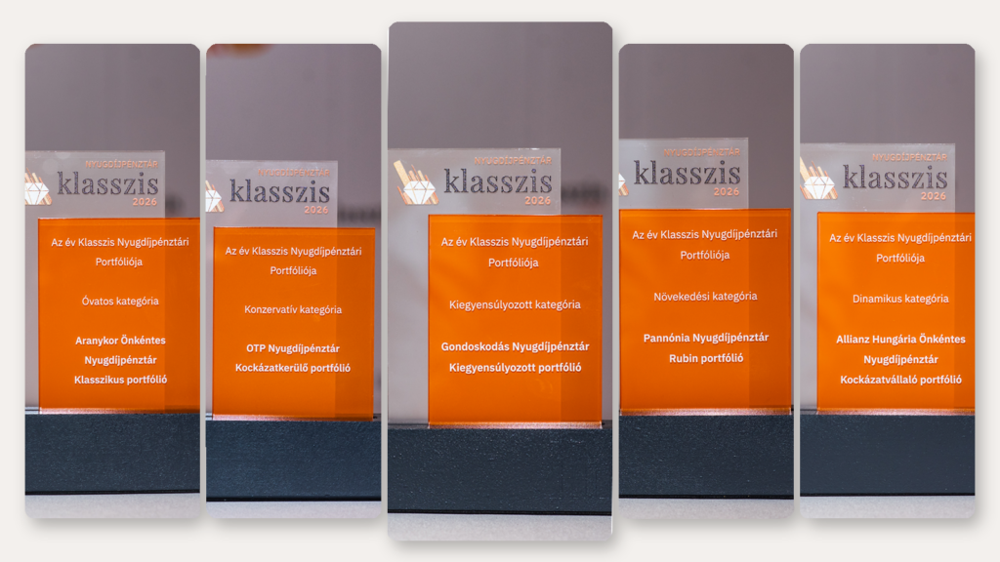 NYUGDÍJPÉNZTÁR
klasszis
2026
Az év Klasszis Nyugdíjpénztári
Portfóliója
Óvatos kategória
Aranykor Önkéntes
Nyugdíjpénztár
Klasszikus portfólió
NYUGDÍJPÉNZTÁR
klasszis
2026
Az év Klasszis Nyugdíjpénztári
Portfóliója
Konzervatív kategória
OTP Nyugdíjpénztár
Kockázatkerülő portfólió
NYUGDÍJPÉNZTÁR
klasszis
2026
Az év Klasszis Nyugdíjpénztári
Portfóliója
Kiegyensúlyozott kategória
Gondoskodás Nyugdíjpénztár
Kiegyensúlyozott portfólió
NYUGDÍJPÉNZTÁR
klasszis
2026
Az év Klasszis Nyugdíjpénztári
Portfóliója
Növekedési kategória
Pannónia Nyugdíjpénztár
Rubin portfólió
NYUGDÍJPÉNZTÁR
klasszis
2026
Az év Klasszis Nyugdíjpénztári
Portfóliója
Dinamikus kategória
Allianz Hungária Önkéntes
Nyugdíjpénztár
Kockázatvállaló portfólió